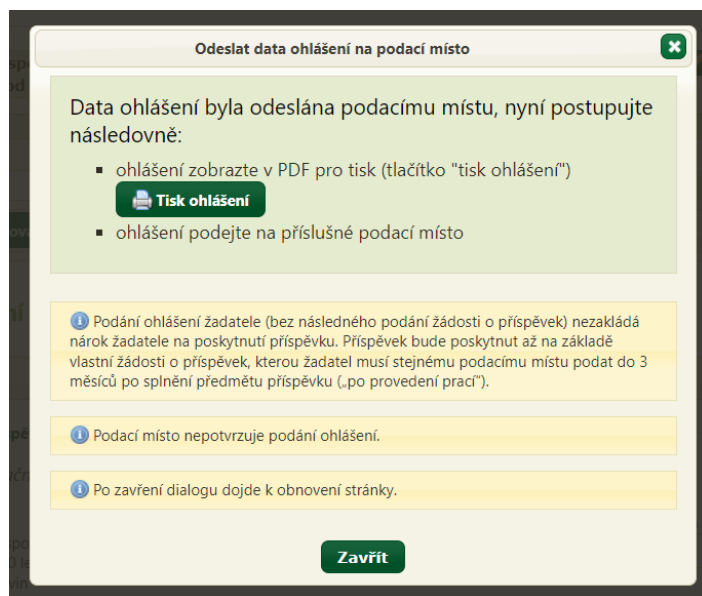 Odeslat data ohlášení na podací místo
Data ohlášení byla odeslána podacímu místu, nyní postupujte
následovně:
ohlášení zobrazte v PDF pro tisk (tlačítko "tisk ohlášení")
Tisk ohlášení
ohlášení podejte na příslušné podací místo
Podání ohlášení žadatele (bez následného podání žádosti o příspěvek) nezakládá
nárok žadatele na poskytnutí příspěvku. Příspěvek bude poskytnut až na základě
vlastní žádosti o příspěvek, kterou žadatel musí stejnému podacímu místu podat do 3
měsíců po splnění předmětu příspěvku („po provedení prací").
Podací místo nepotvrzuje podání ohlášení.
Po zavření dialogu dojde k obnovení stránky.
Zavřít